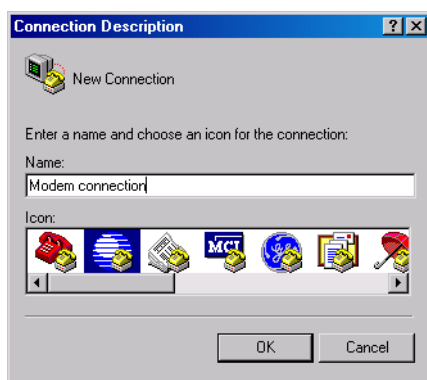 Connection Description
New Connection
Enter a name and choose an icon for the connection:
Name:
Modem connection
Icon:
MCI
OK Cancel